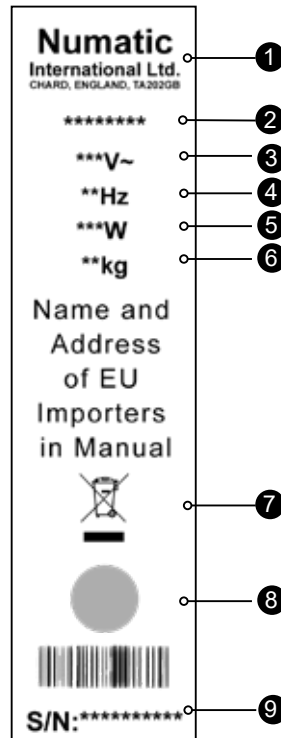 Numatic
International Ltd.
CHARD, ENGLAND, TA202GB
1
********
2
***V~
3
**Hz
4
***W
5
**kg
6
Name and
Address
of EU
Importers
in Manual
7
8
S/N:**********
9